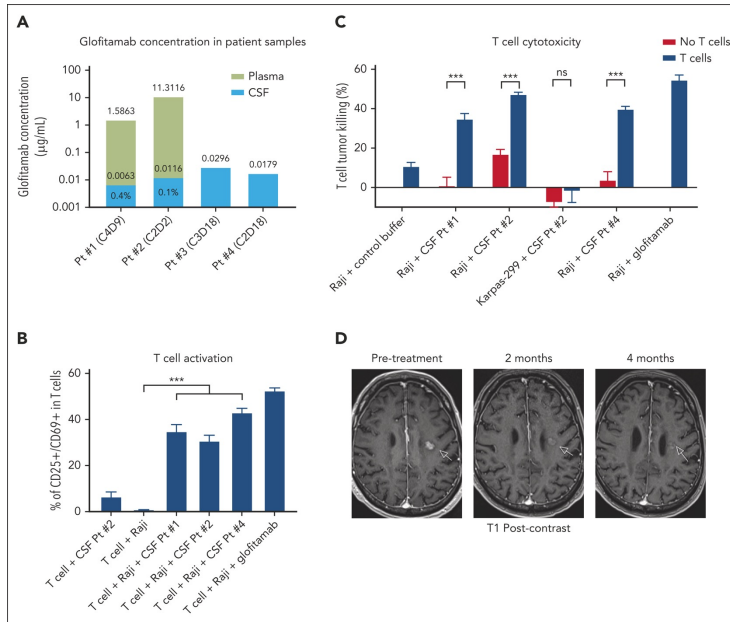 A
Glofitamab concentration in patient samples
Plasma
CSF
Glofitamab concentration
(μg/mL)
100
10
1
0.1
0.01
0.001
1.5863
11.3116
0.0063
0.0116
0.0296
0.0179
0.4%
0.1%
Pt #1 (C4D9)
Pt #2 (C2D2)
Pt #3 (C3D18)
Pt #4 (C2D18)
B
T cell activation
% of CD25+/CD69+ in T cells
60
40
20
0
***
T cell + CSF Pt #2
T cell + Raji
T cell + Raji + CSF Pt #1
T cell + Raji + CSF Pt #2
T cell + Raji + CSF Pt #4
T cell + Raji + glofitamab
C
T cell cytotoxicity
No T cells
T cells
T cell tumor killing (%)
60
40
20
0
*** *** ns ***
Raji + control buffer
Raji + CSF Pt #1
Raji + CSF Pt #2
Karpas-299 + CSF Pt #2
Raji + CSF Pt #4
Raji + glofitamab
D
Pre-treatment
2 months
4 months
T1 Post-contrast